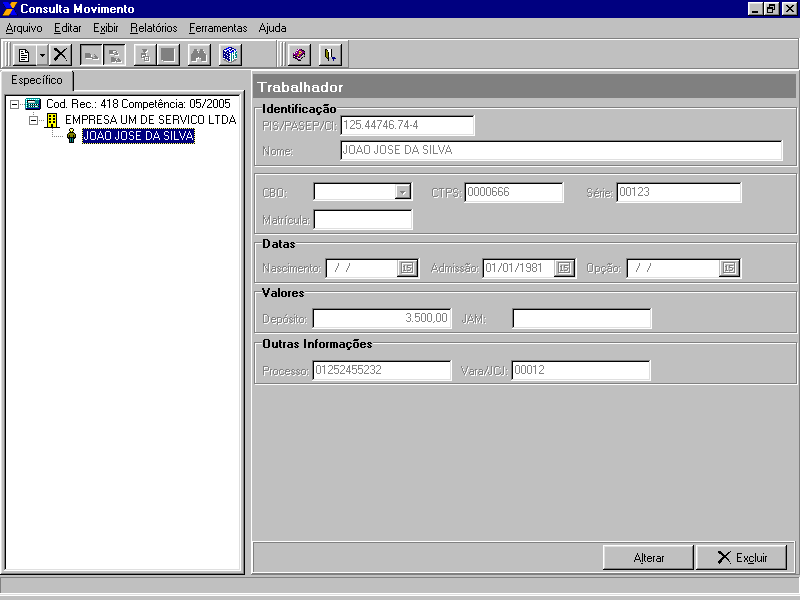 Consulta Movimento
Arquivo Editar Exibir Relatórios Ferramentas Ajuda
Específico
Cod. Rec.: 418 Competência: 05/2005
EMPRESA UM DE SERVICO LTDA
JOAO JOSE DA SILVA
Trabalhador
Identificação
PIS/PASEP/CI: 125.44746.74-4
Nome: JOAO JOSE DA SILVA
CBO: CTPS: 0000666 Série: 00123
Matrícula:
Datas
Nascimento: / / 15 Admissão: 01/01/1981 15 Opção: / / 15
Valores
Depósito: 3.500,00 JAM:
Outras Informações
Processo: 01252455232 Vara/JCJ: 00012
Alterar Excluir